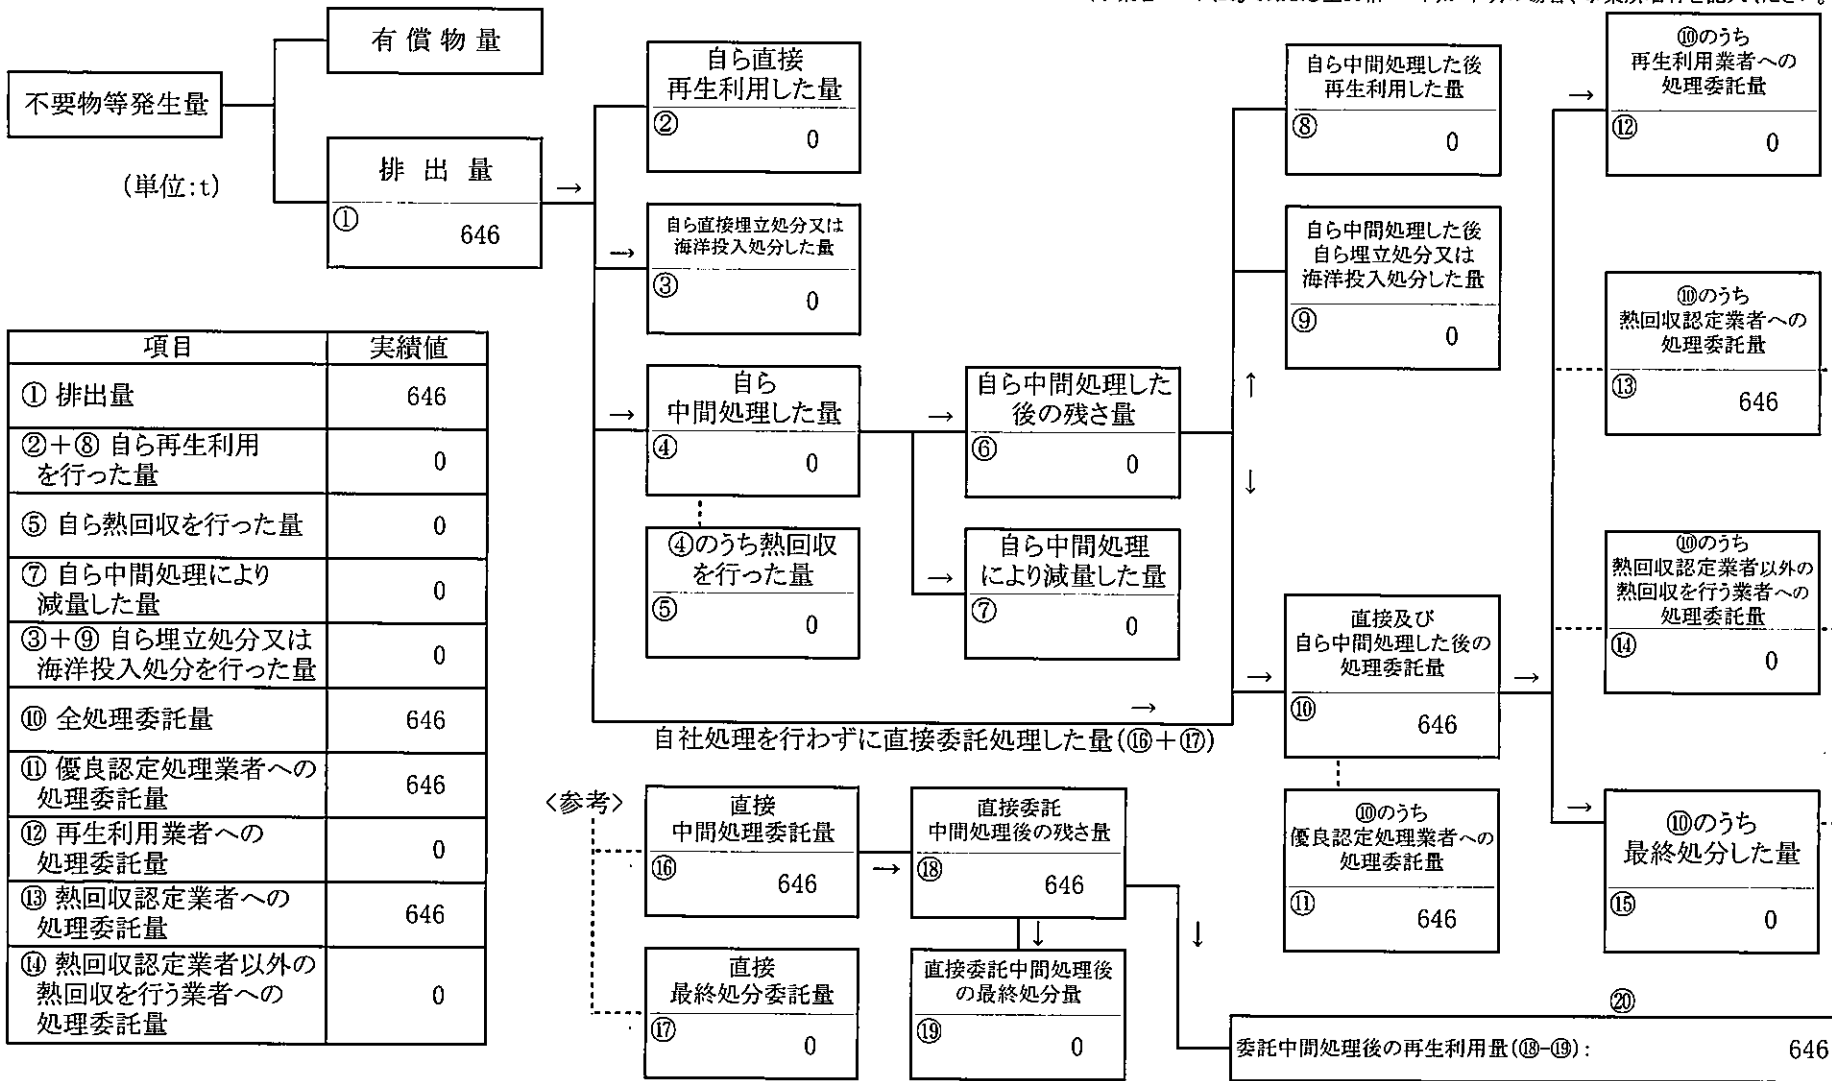 有 償 物 量
不要物等発生量
(単位:t)
排 出 量
① 646
→
自ら直接
再生利用した量
② 0
→
自ら直接埋立処分又は
海洋投入処分した量
③ 0
→
自ら
中間処理した量
④ 0
④のうち熱回収
を行った量
⑤ 0
→
自ら中間処理した
後の残さ量
⑥ 0
→
自ら中間処理
により減量した量
⑦ 0
↑
↓
自ら中間処理した後
再生利用した量
⑧ 0
自ら中間処理した後
自ら埋立処分又は
海洋投入処分した量
⑨ 0
→
自社処理を行わずに直接委託処理した量(⑯+⑰)
→
直接及び
自ら中間処理した後の
処理委託量
⑩ 646
⑩のうち
優良認定処理業者への
処理委託量
⑪ 646
→
→
⑩のうち
再生利用業者への
処理委託量
⑫ 0
⑩のうち
熱回収認定業者への
処理委託量
⑬ 646
⑩のうち
熱回収認定業者以外の
熱回収を行う業者への
処理委託量
⑭ 0
→
⑩のうち
最終処分した量
⑮ 0
<参考>
直接
中間処理委託量
⑯ 646
→
直接委託
中間処理後の残さ量
⑱ 646
↓
↓
直接
最終処分委託量
⑰ 0
直接委託中間処理後
の最終処分量
⑲ 0
⑳
委託中間処理後の再生利用量(⑱-⑲): 646
項目 実績値
① 排出量 646
②+⑧ 自ら再生利用
を行った量 0
⑤ 自ら熱回収を行った量 0
⑦ 自ら中間処理により
減量した量 0
③+⑨ 自ら埋立処分又は
海洋投入処分を行った量 0
⑩ 全処理委託量 646
⑪ 優良認定処理業者への
処理委託量 646
⑫ 再生利用業者への
処理委託量 0
⑬ 熱回収認定業者への
処理委託量 646
⑭ 熱回収認定業者以外の
熱回収を行う業者への
処理委託量 0